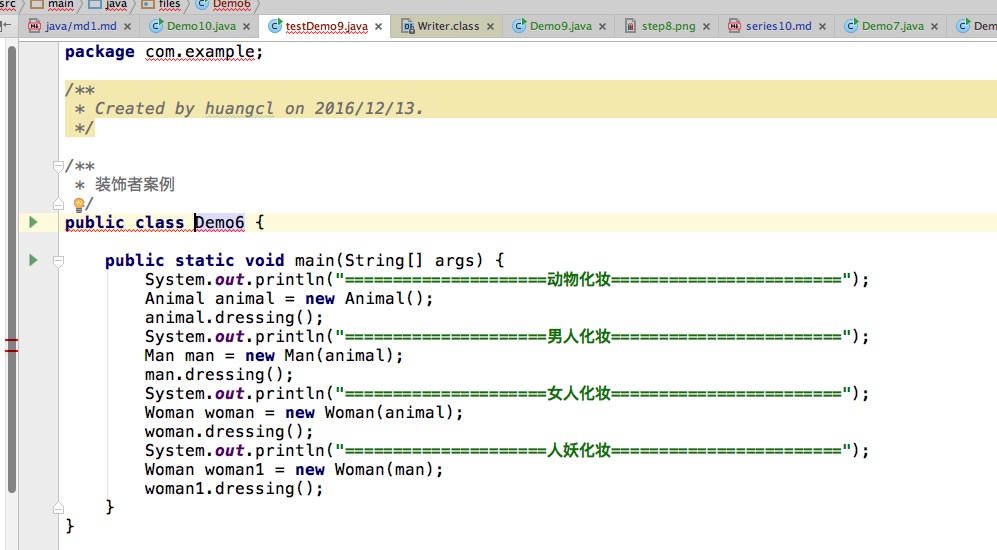 src main java files Demo6
java/md1.md Demo10.java testDemo9.java Writer.class Demo9.java step8.png series10.md Demo7.java Dem
package com.example;
/**
* Created by huangcl on 2016/12/13.
*/
/**
* 装饰者案例
/
public class Demo6 {
public static void main(String[] args) {
System.out.println("=====================动物化妆========================");
Animal animal = new Animal();
animal.dressing();
System.out.println("=====================男人化妆========================");
Man man = new Man(animal);
man.dressing();
System.out.println("=====================女人化妆========================");
Woman woman = new Woman(animal);
woman.dressing();
System.out.println("=====================人妖化妆========================");
Woman woman1 = new Woman(man);
woman1.dressing();
}
}